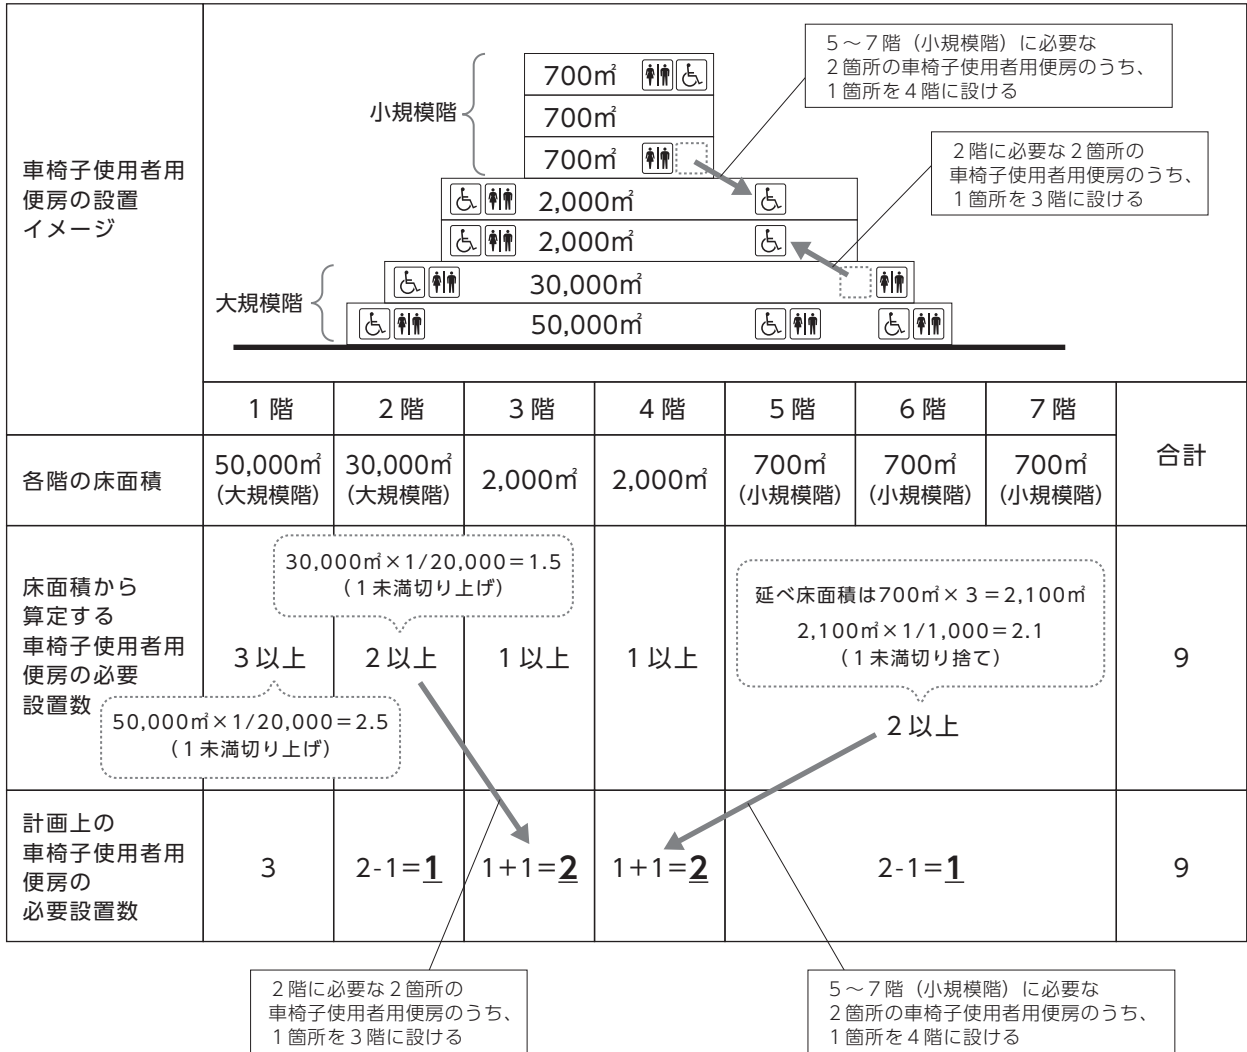 車椅子使用者用
便房の設置
イメージ
小規模階
大規模階
700㎡
700㎡
700㎡
2,000㎡
2,000㎡
30,000㎡
50,000㎡
5～7階（小規模階）に必要な
2箇所の車椅子使用者用便房のうち、
1箇所を4階に設ける
2階に必要な2箇所の
車椅子使用者用便房のうち、
1箇所を3階に設ける
1階 2階 3階 4階 5階 6階 7階 合計
各階の床面積
50,000㎡
(大規模階)
30,000㎡
(大規模階)
2,000㎡
2,000㎡
700㎡
(小規模階)
700㎡
(小規模階)
700㎡
(小規模階)
床面積から
算定する
車椅子使用者用
便房の必要
設置数
30,000㎡×1/20,000＝1.5
（1未満切り上げ）
延べ床面積は700㎡×3＝2,100㎡
2,100㎡×1/1,000＝2.1
（1未満切り捨て）
3以上 2以上 1以上 1以上 2以上 9
50,000㎡×1/20,000＝2.5
（1未満切り上げ）
計画上の
車椅子使用者用
便房の
必要設置数
3 2-1=1 1+1=2 1+1=2 2-1=1 9
2階に必要な2箇所の
車椅子使用者用便房のうち、
1箇所を3階に設ける
5～7階（小規模階）に必要な
2箇所の車椅子使用者用便房のうち、
1箇所を4階に設ける